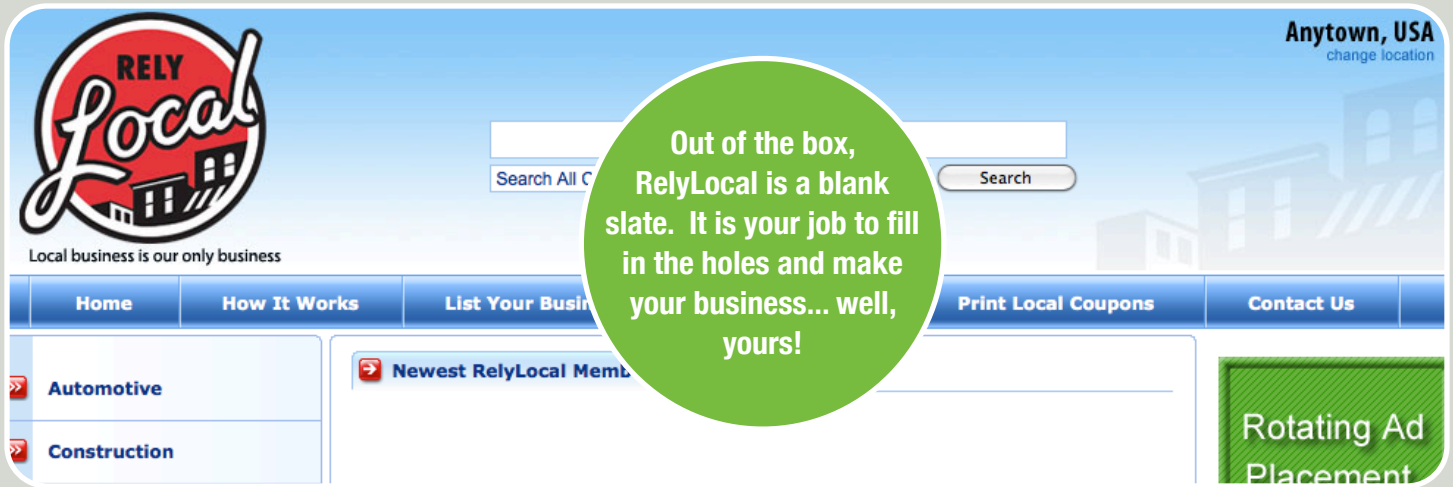 RELY
Local
Local business is our only business
Anytown, USA
change location
Search All
Search
Out of the box,
RelyLocal is a blank
slate. It is your job to fill
in the holes and make
your business... well,
yours!
Home
How It Works
List Your
Print Local Coupons
Contact Us
Automotive
Construction
Newest RelyLocal
Rotating Ad
Placement